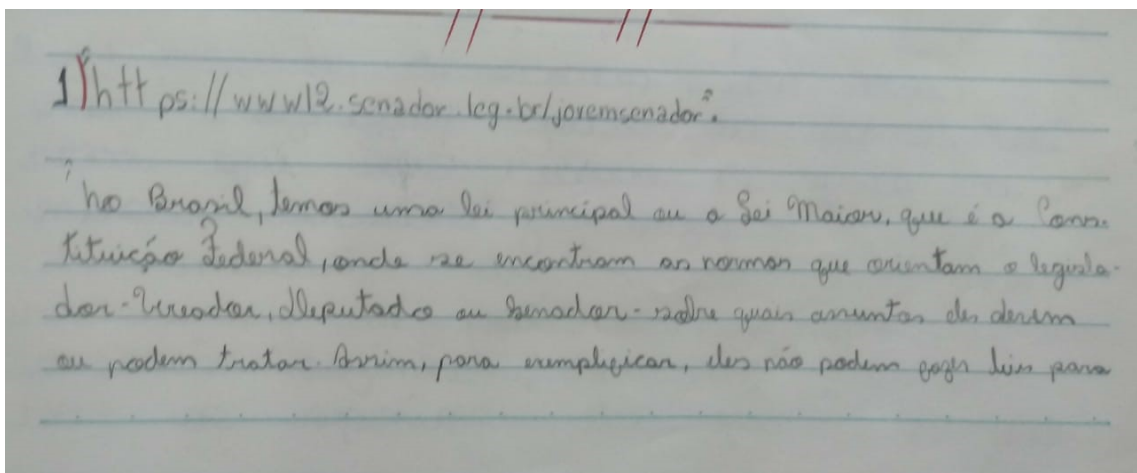 1) "https://www12.senador.leg.br/jovemsenador".
"no Brasil, temos uma lei principal ou a Lei Maior, que é a Cons-
tituição Federal, onde se encontram as normas que orientam o legisla-
dor - Vereador, Deputado ou Senador - sobre quais assuntos eles devem
ou podem tratar. Assim, para exemplificar, eles não podem fazer leis para